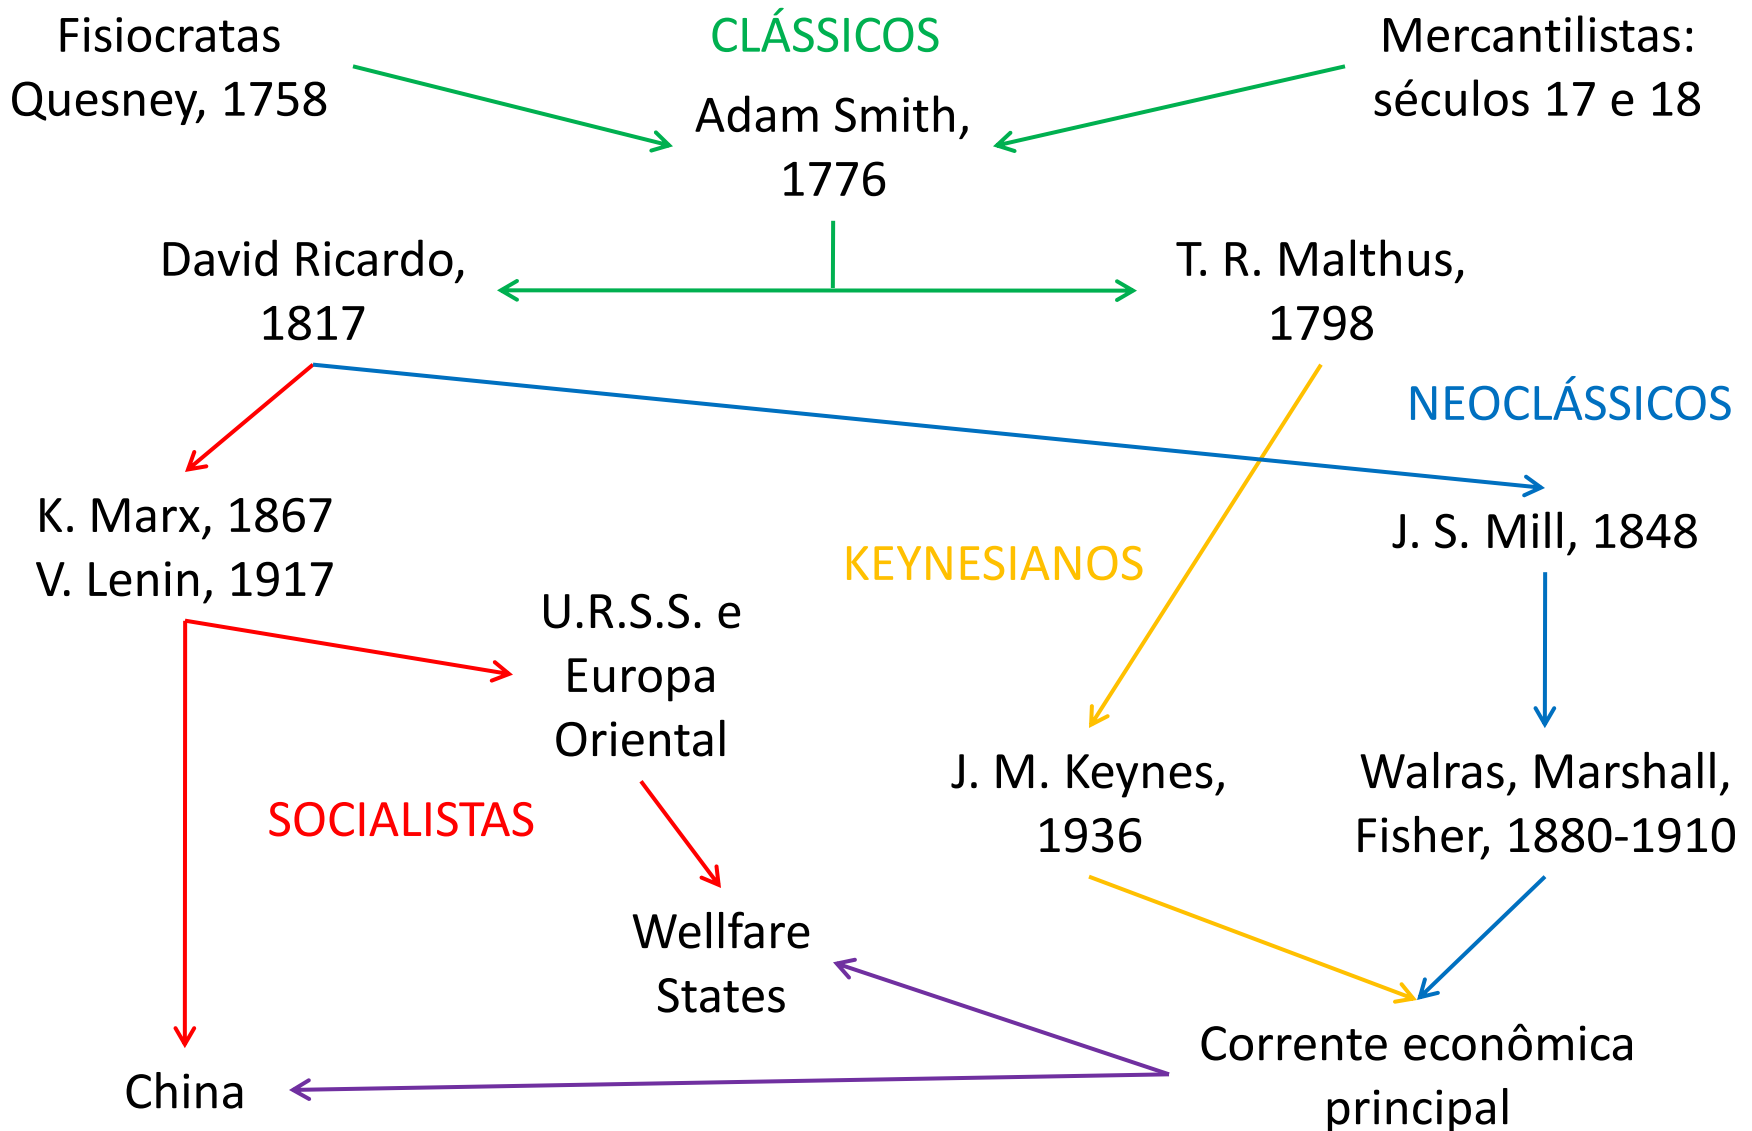 Fisiocratas
Quesney, 1758
CLÁSSICOS
Adam Smith,
1776
Mercantilistas:
séculos 17 e 18
David Ricardo,
1817
T. R. Malthus,
1798
NEOCLÁSSICOS
K. Marx, 1867
V. Lenin, 1917
J. S. Mill, 1848
KEYNESIANOS
U.R.S.S. e
Europa
Oriental
SOCIALISTAS
J. M. Keynes,
1936
Walras, Marshall,
Fisher, 1880-1910
Wellfare
States
Corrente econômica
principal
China